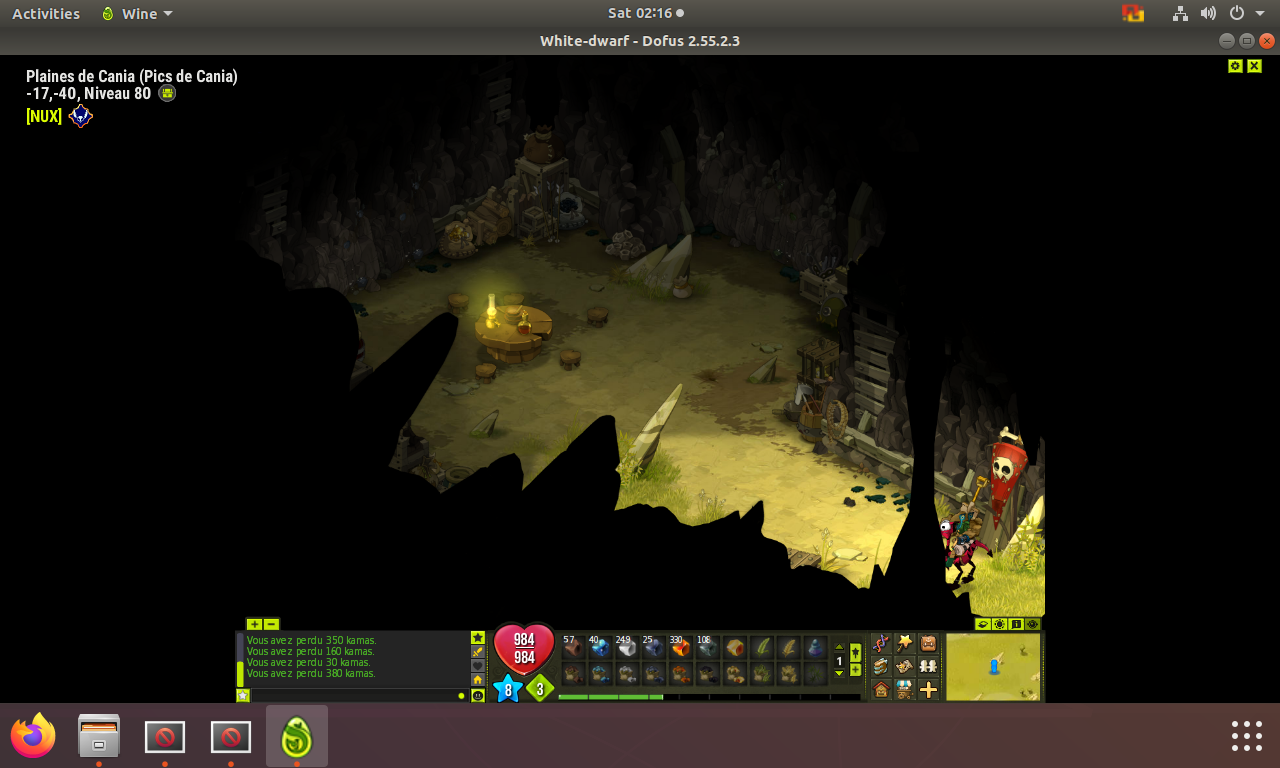 Activities Wine Sat 02:16
White-dwarf - Dofus 2.55.2.3
Plaines de Cania (Pics de Cania)
-17,-40, Niveau 80
[NUX]
Vous avez perdu 350 kamas.
Vous avez perdu 160 kamas.
Vous avez perdu 30 kamas.
Vous avez perdu 380 kamas.
984
984
8
3
57 40 249 25 330 108
1